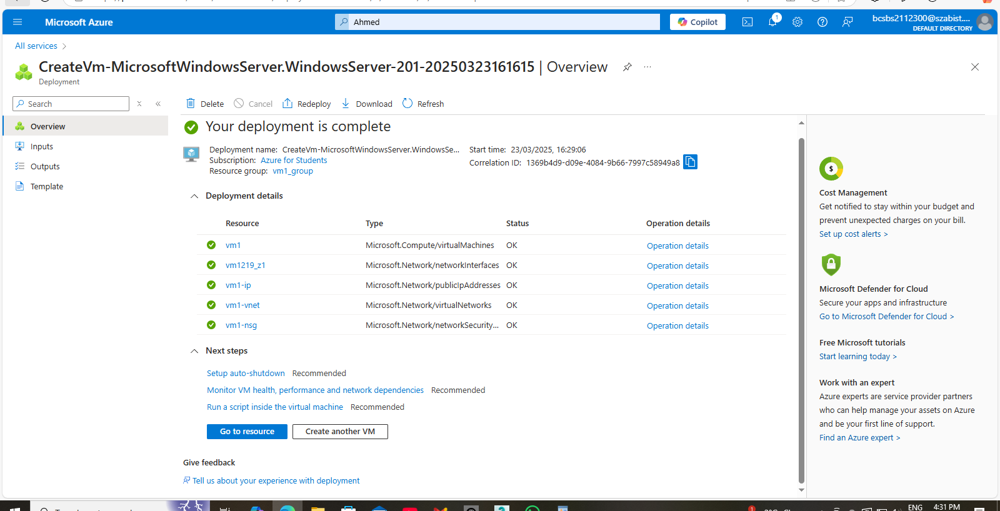 Microsoft Azure
Ahmed
Copilot
1
bcsbs2112300@szabist....
DEFAULT DIRECTORY
All services
CreateVm-MicrosoftWindowsServer.WindowsServer-201-20250323161615 | Overview
...
Deployment
Search
Delete
Cancel
Redeploy
Download
Refresh
Overview
Inputs
Outputs
Template
Your deployment is complete
Deployment name: CreateVm-MicrosoftWindowsServer.WindowsSe...
Subscription: Azure for Students
Resource group: vm1_group
Start time: 23/03/2025, 16:29:06
Correlation ID: 1369b4d9-d09e-4084-9b66-7997c58949a8
Deployment details
Resource Type Status Operation details
vm1 Microsoft.Compute/virtualMachines OK Operation details
vm1219_z1 Microsoft.Network/networkInterfaces OK Operation details
vm1-ip Microsoft.Network/publicIpAddresses OK Operation details
vm1-vnet Microsoft.Network/virtualNetworks OK Operation details
vm1-nsg Microsoft.Network/networkSecurity... OK Operation details
Next steps
Setup auto-shutdown Recommended
Monitor VM health, performance and network dependencies Recommended
Run a script inside the virtual machine Recommended
Go to resource
Create another VM
Give feedback
Tell us about your experience with deployment
$
Cost Management
Get notified to stay within your budget and
prevent unexpected charges on your bill.
Set up cost alerts >
Microsoft Defender for Cloud
Secure your apps and infrastructure
Go to Microsoft Defender for Cloud >
Free Microsoft tutorials
Start learning today >
Work with an expert
Azure experts are service provider partners
who can help manage your assets on Azure
and be your first line of support.
Find an Azure expert >
1
ENG
4:31 PM